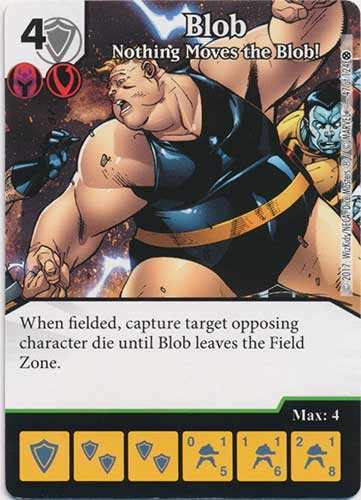 4
Blob
Nothing Moves the Blob!
When fielded, capture target opposing
character die until Blob leaves the Field
Zone.
Max: 4
0 1 5
1 1 6
2 1 8